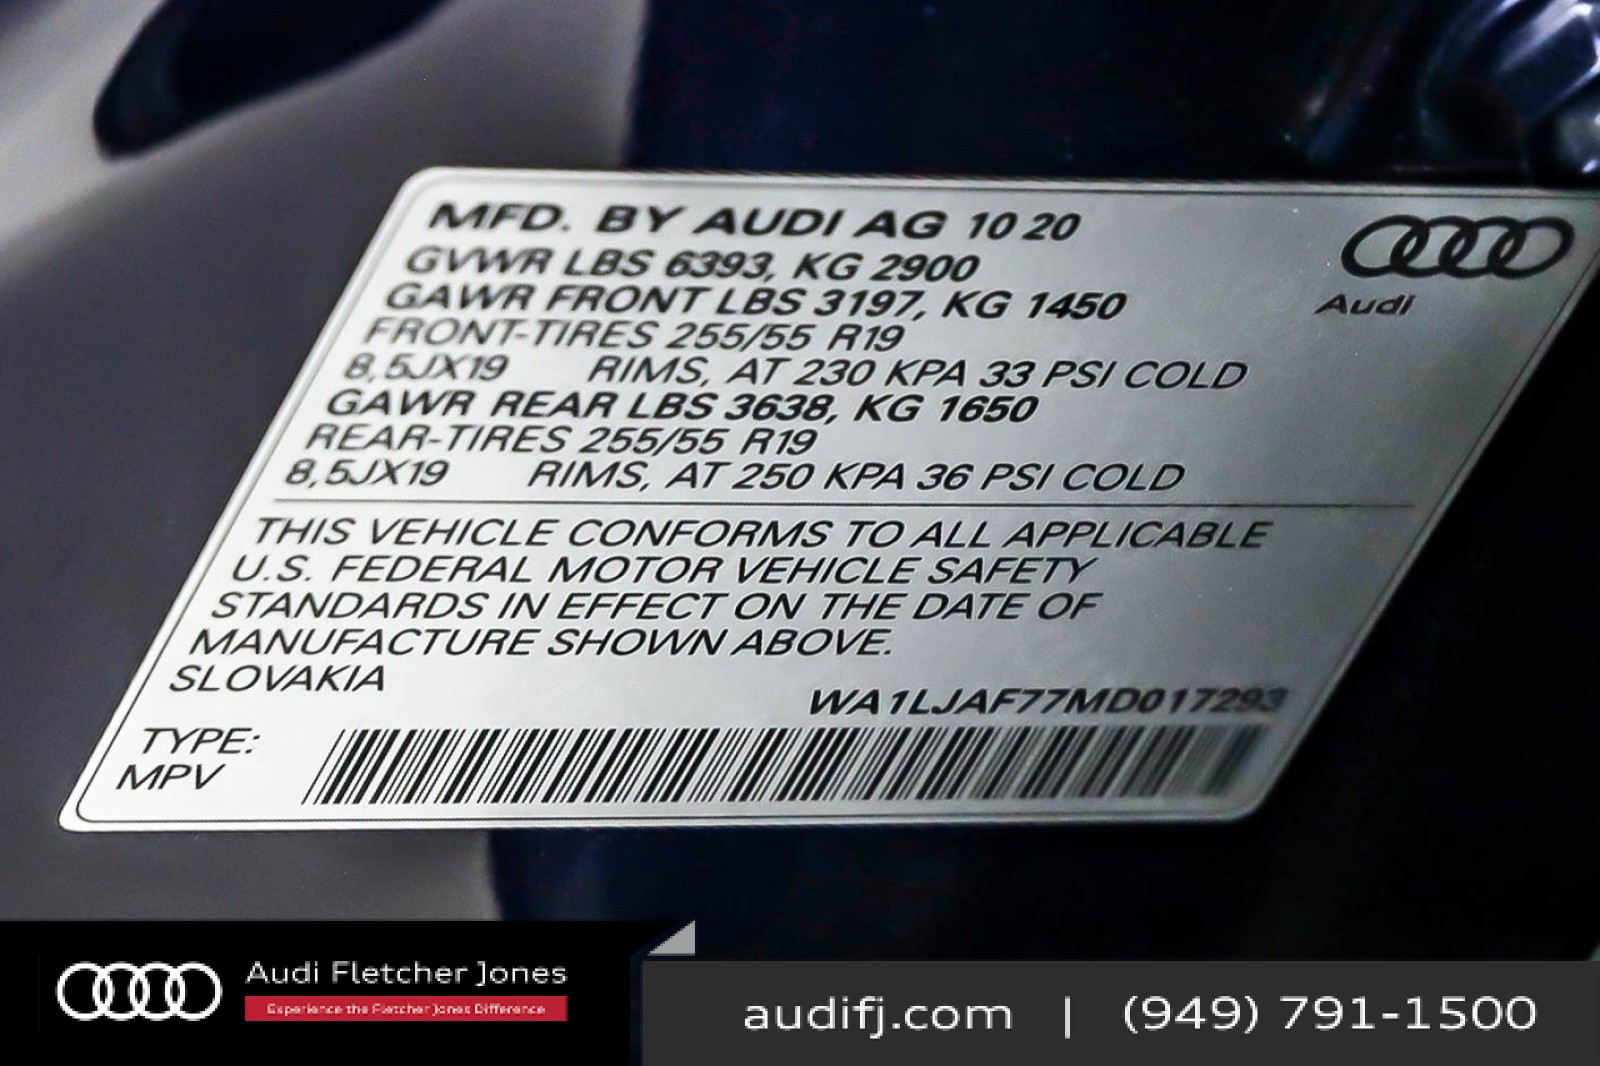 MFD. BY AUDI AG 10 20
GVWR LBS 6393, KG 2900
GAWR FRONT LBS 3197, KG 1450
FRONT-TIRES 255/55 R19
8,5JX19 RIMS, AT 230 KPA 33 PSI COLD
GAWR REAR LBS 3638, KG 1650
REAR-TIRES 255/55 R19
8,5JX19 RIMS, AT 250 KPA 36 PSI COLD
Audi
THIS VEHICLE CONFORMS TO ALL APPLICABLE
U.S. FEDERAL MOTOR VEHICLE SAFETY
STANDARDS IN EFFECT ON THE DATE OF
MANUFACTURE SHOWN ABOVE.
SLOVAKIA
WA1LJAF77MD017293
TYPE:
MPV
Audi Fletcher Jones
Experience the Fletcher Jones Difference
audifj.com | (949) 791-1500